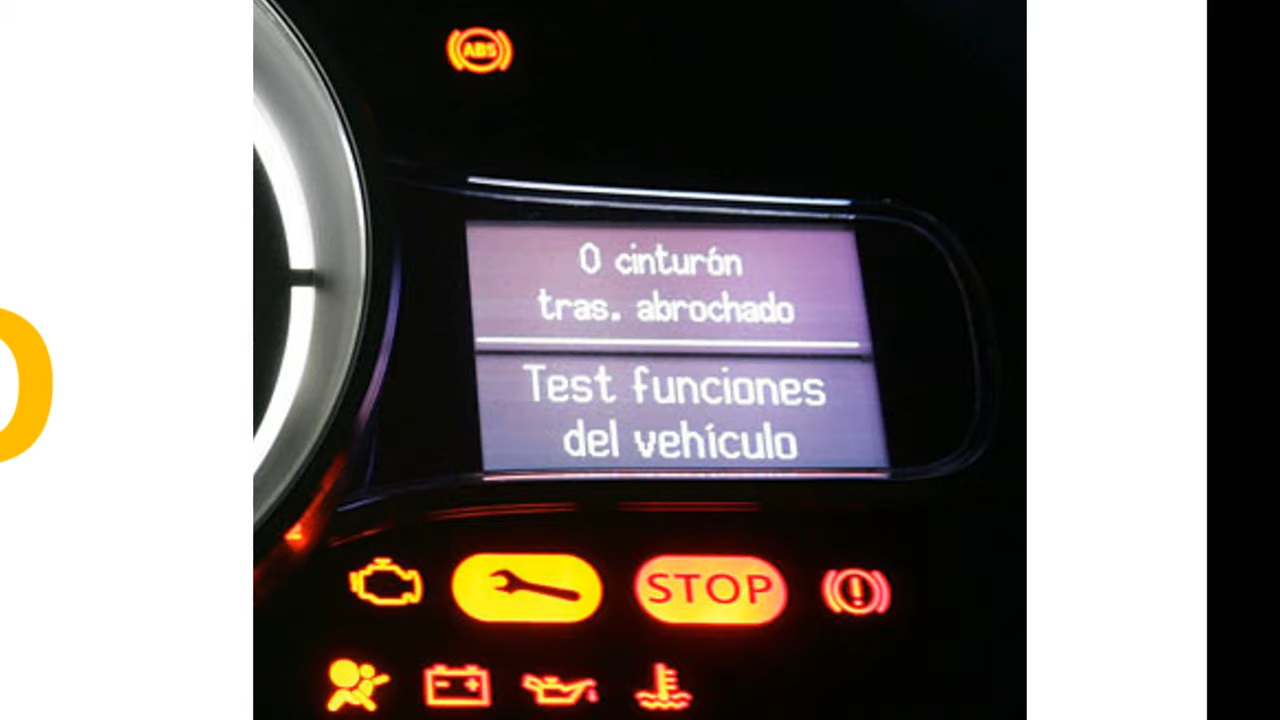 ABS
0 cinturón
tras. abrochado
Test funciones
del vehículo
STOP